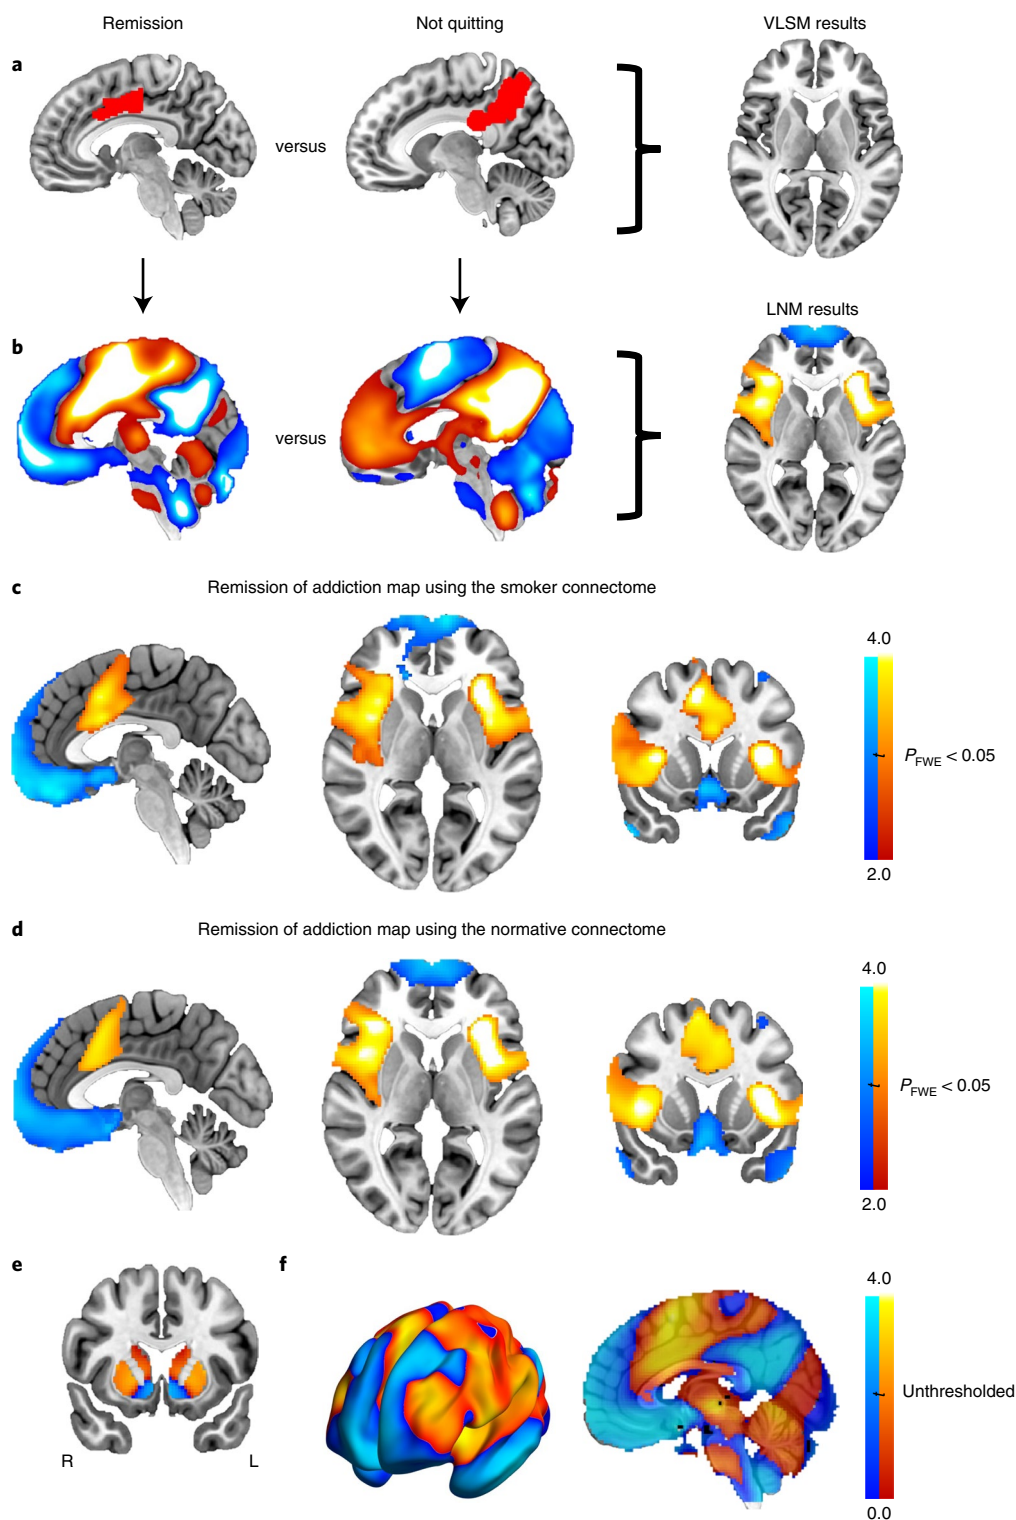 Remission
Not quitting
VLSM results
a
versus
LNM results
b
versus
c
Remission of addiction map using the smoker connectome
4.0
t
P FWE < 0.05
2.0
d
Remission of addiction map using the normative connectome
4.0
t
P FWE < 0.05
2.0
e
f
4.0
t
Unthresholded
R
L
0.0